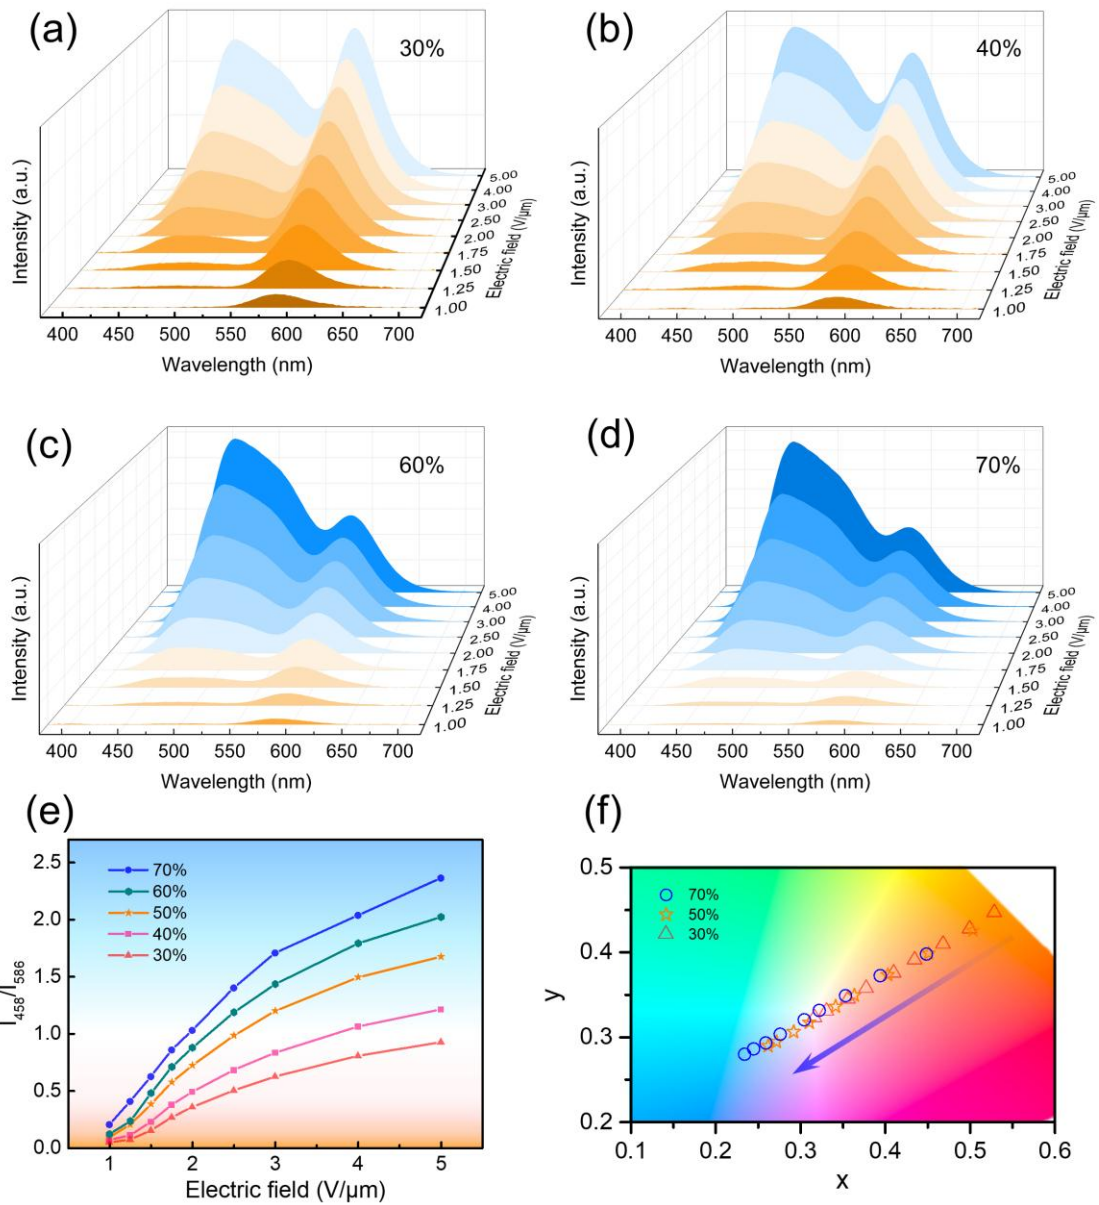 (a)
30%
Intensity (a.u.)
5.00
4.00
3.00
2.50
2.00
1.75
1.50
1.25
1.00
Electric field (V/μm)
400 450 500 550 600 650 700
Wavelength (nm)
(b)
40%
Intensity (a.u.)
5.00
4.00
3.00
2.50
2.00
1.75
1.50
1.25
1.00
Electric field (V/μm)
400 450 500 550 600 650 700
Wavelength (nm)
(c)
60%
Intensity (a.u.)
5.00
4.00
3.00
2.50
2.00
1.75
1.50
1.25
1.00
Electric field (V/μm)
400 450 500 550 600 650 700
Wavelength (nm)
(d)
70%
Intensity (a.u.)
5.00
4.00
3.00
2.50
2.00
1.75
1.50
1.25
1.00
Electric field (V/μm)
400 450 500 550 600 650 700
Wavelength (nm)
(e)
I458/I586
2.5
2.0
1.5
1.0
0.5
0.0
70%
60%
50%
40%
30%
1 2 3 4 5
Electric field (V/μm)
(f)
y
0.5
0.4
0.3
0.2
70%
50%
30%
0.1 0.2 0.3 0.4 0.5 0.6
x